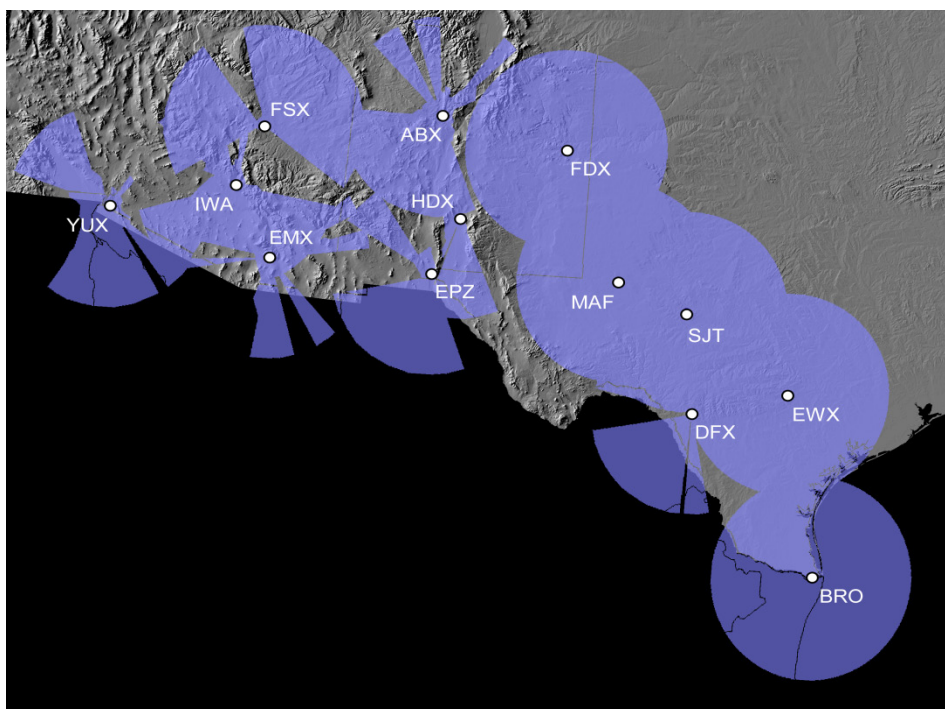 FSX
ABX
FDX
IWA
HDX
YUX
EMX
EPZ
MAF
SJT
EWX
DFX
BRO